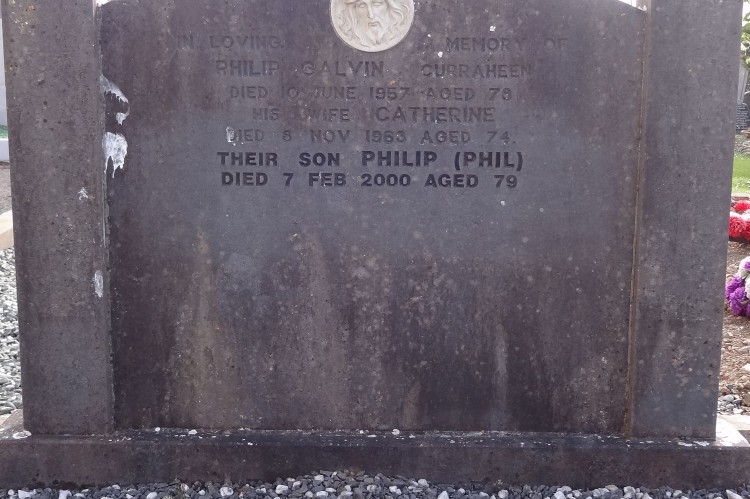 IN LOVING MEMORY OF
PHILIP GALVIN CURRAHEEN
DIED 10 JUNE 1957 AGED 78
HIS WIFE CATHERINE
DIED 8 NOV 1963 AGED 74.
THEIR SON PHILIP (PHIL)
DIED 7 FEB 2000 AGED 79